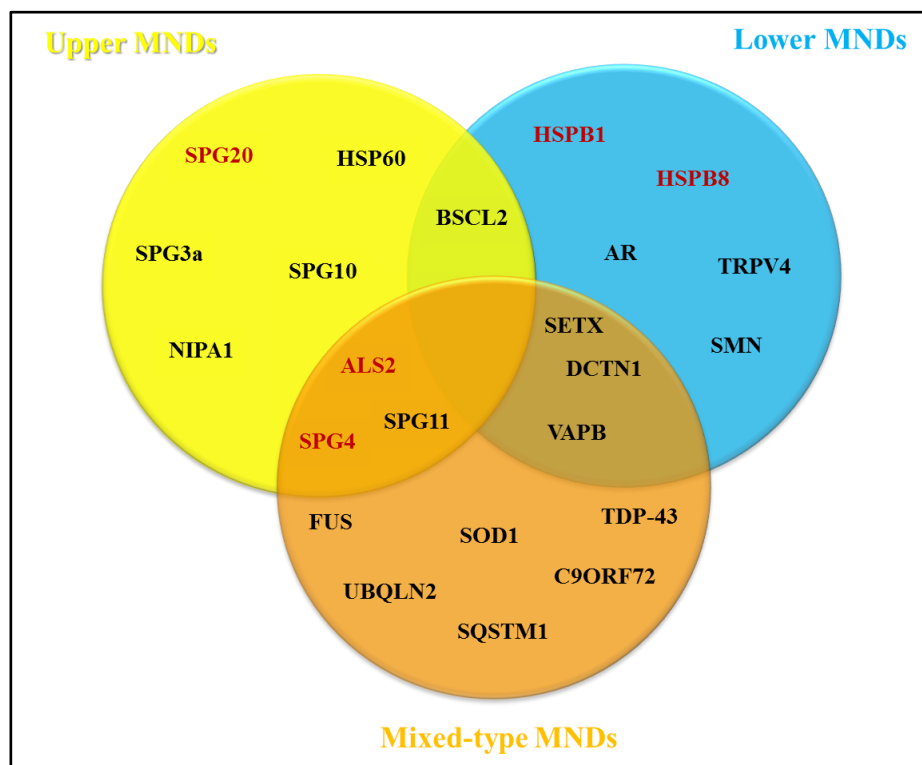 Upper MNDs
Lower MNDs
SPG20
HSP60
HSPB1
HSPB8
BSCL2
SPG3a
SPG10
AR
TRPV4
NIPA1
ALS2
SETX
DCTN1
SMN
SPG4
SPG11
VAPB
FUS
SOD1
TDP-43
UBQLN2
C9ORF72
SQSTM1
Mixed-type MNDs